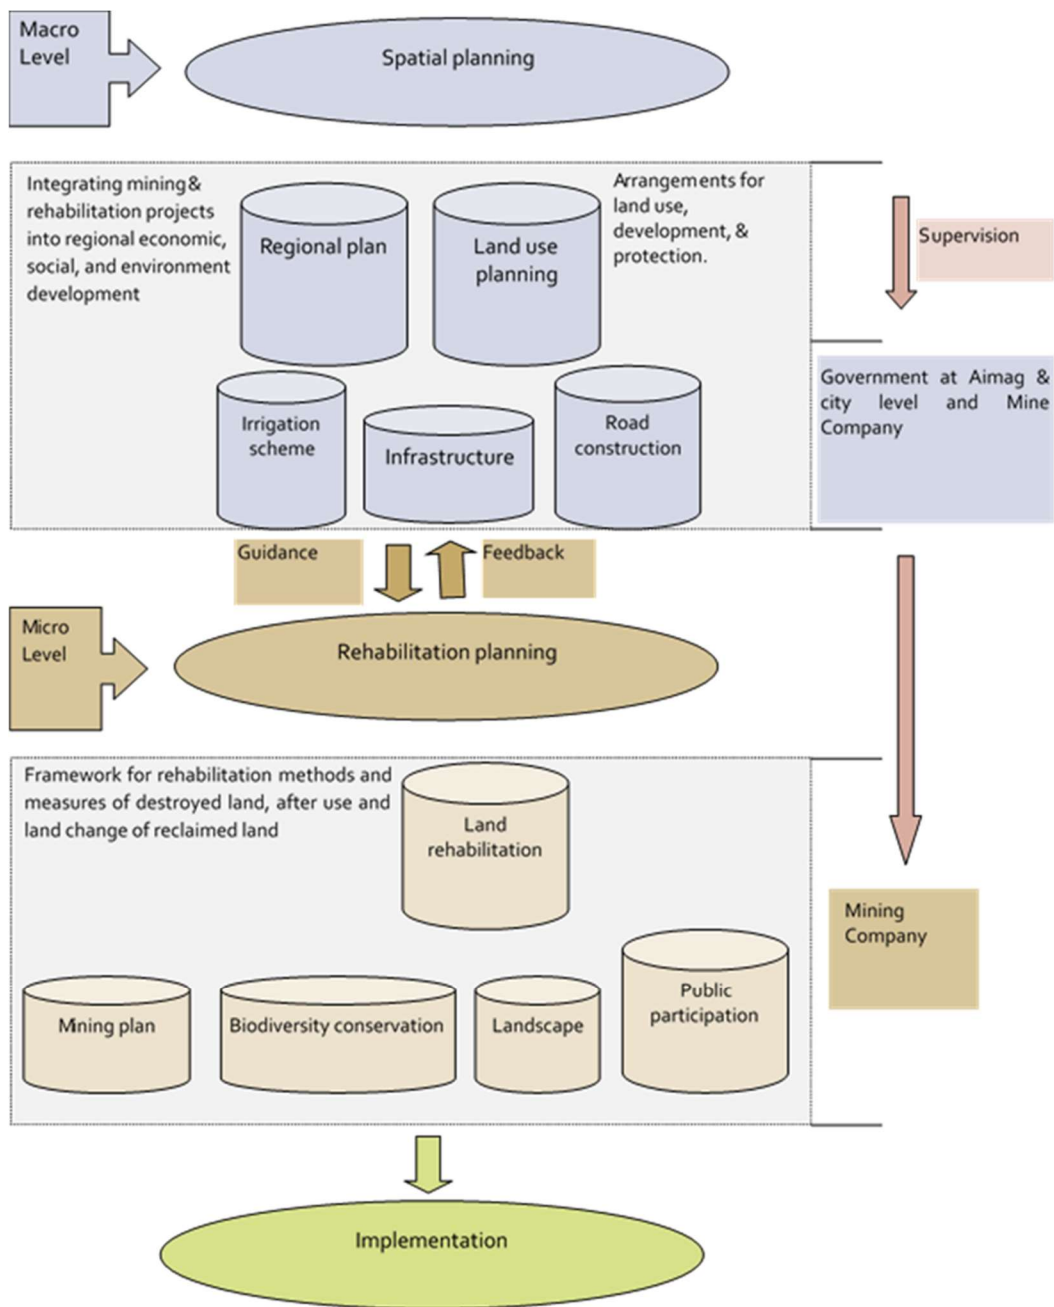 Macro
Level
Spatial planning
Integrating mining &
rehabilitation projects
into regional economic,
social, and environment
development
Regional plan
Land use
planning
Arrangements for
land use,
development, &
protection.
Supervision
Irrigation
scheme
Infrastructure
Road
construction
Government at Aimag &
city level and Mine
Company
Guidance
Feedback
Micro
Level
Rehabilitation planning
Framework for rehabilitation methods and
measures of destroyed land, after use and
land change of reclaimed land
Land
rehabilitation
Mining
Company
Mining plan
Biodiversity conservation
Landscape
Public
participation
Implementation